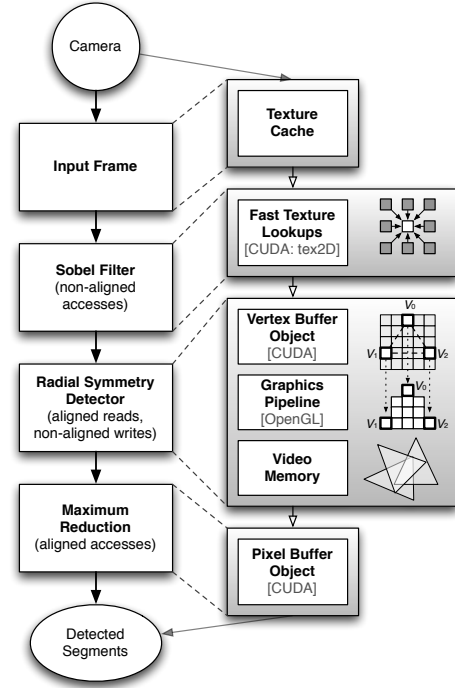 Camera
Input Frame
Sobel Filter
(non-aligned
accesses)
Radial Symmetry
Detector
(aligned reads,
non-aligned writes)
Maximum
Reduction
(aligned accesses)
Detected
Segments
Texture
Cache
Fast Texture
Lookups
[CUDA: tex2D]
Vertex Buffer
Object
[CUDA]
Graphics
Pipeline
[OpenGL]
Video
Memory
Pixel Buffer
Object
[CUDA]
V0
V1 V2
V0
V1 V2